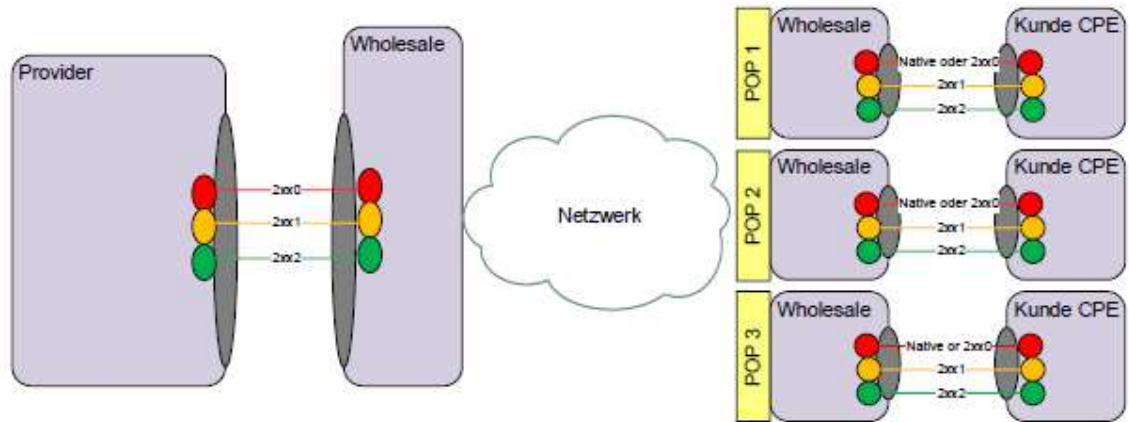 Provider
Wholesale
2xx0
2xx1
2xx2
Netzwerk
POP 1
Wholesale
Kunde CPE
Native oder 2xx0
2xx1
2xx2
POP 2
Wholesale
Kunde CPE
Native oder 2xx0
2xx1
2xx2
POP 3
Wholesale
Kunde CPE
Native or 2xx0
2xx1
2xx2